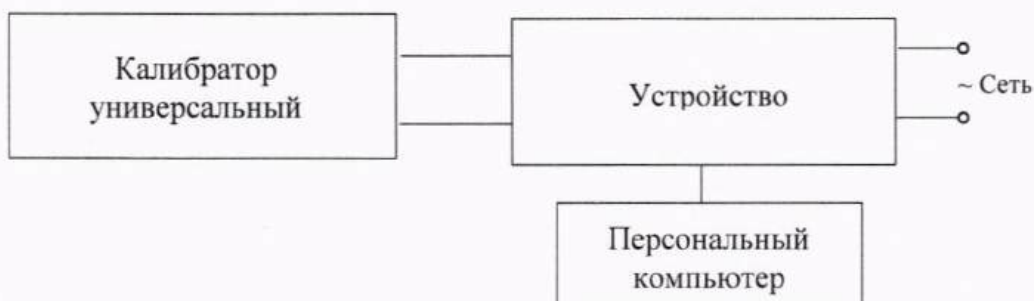 Калибратор
универсальный
Устройство
~ Сеть
Персональный
компьютер